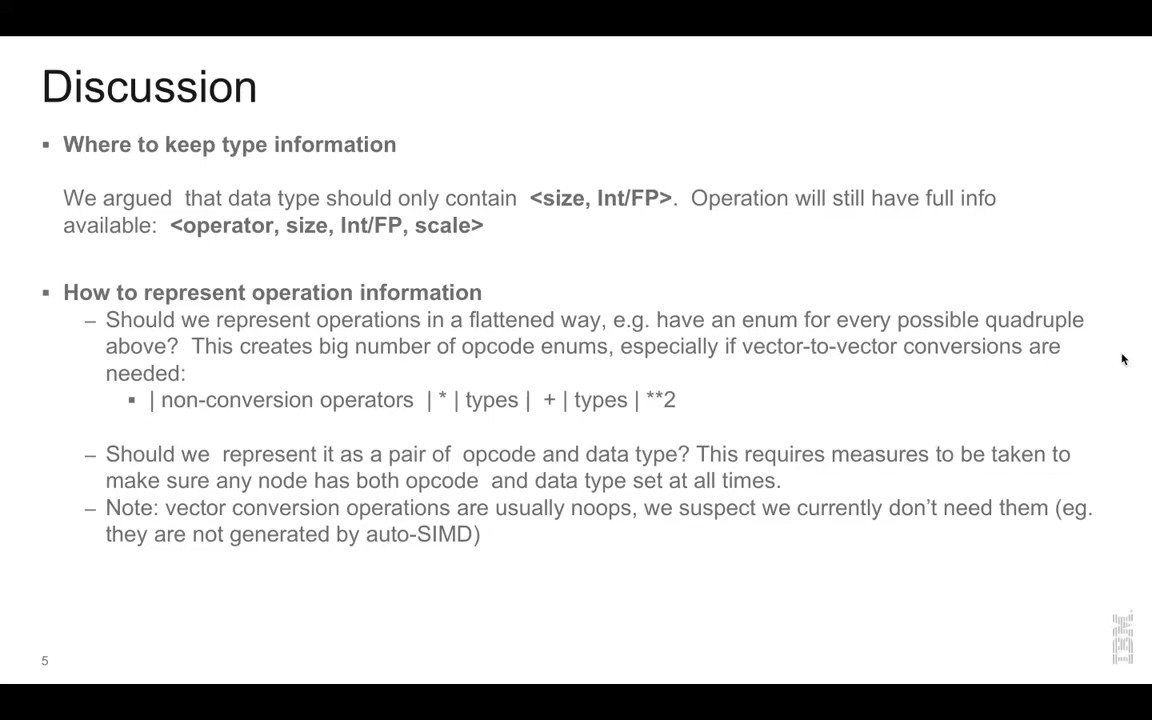 Discussion
▪ Where to keep type information
We argued that data type should only contain <size, Int/FP>. Operation will still have full info
available: <operator, size, Int/FP, scale>
▪ How to represent operation information
– Should we represent operations in a flattened way, e.g. have an enum for every possible quadruple
above? This creates big number of opcode enums, especially if vector-to-vector conversions are
needed:
▪ | non-conversion operators | * | types | + | types | **2
– Should we represent it as a pair of opcode and data type? This requires measures to be taken to
make sure any node has both opcode and data type set at all times.
– Note: vector conversion operations are usually noops, we suspect we currently don’t need them (eg.
they are not generated by auto-SIMD)
5
IBM